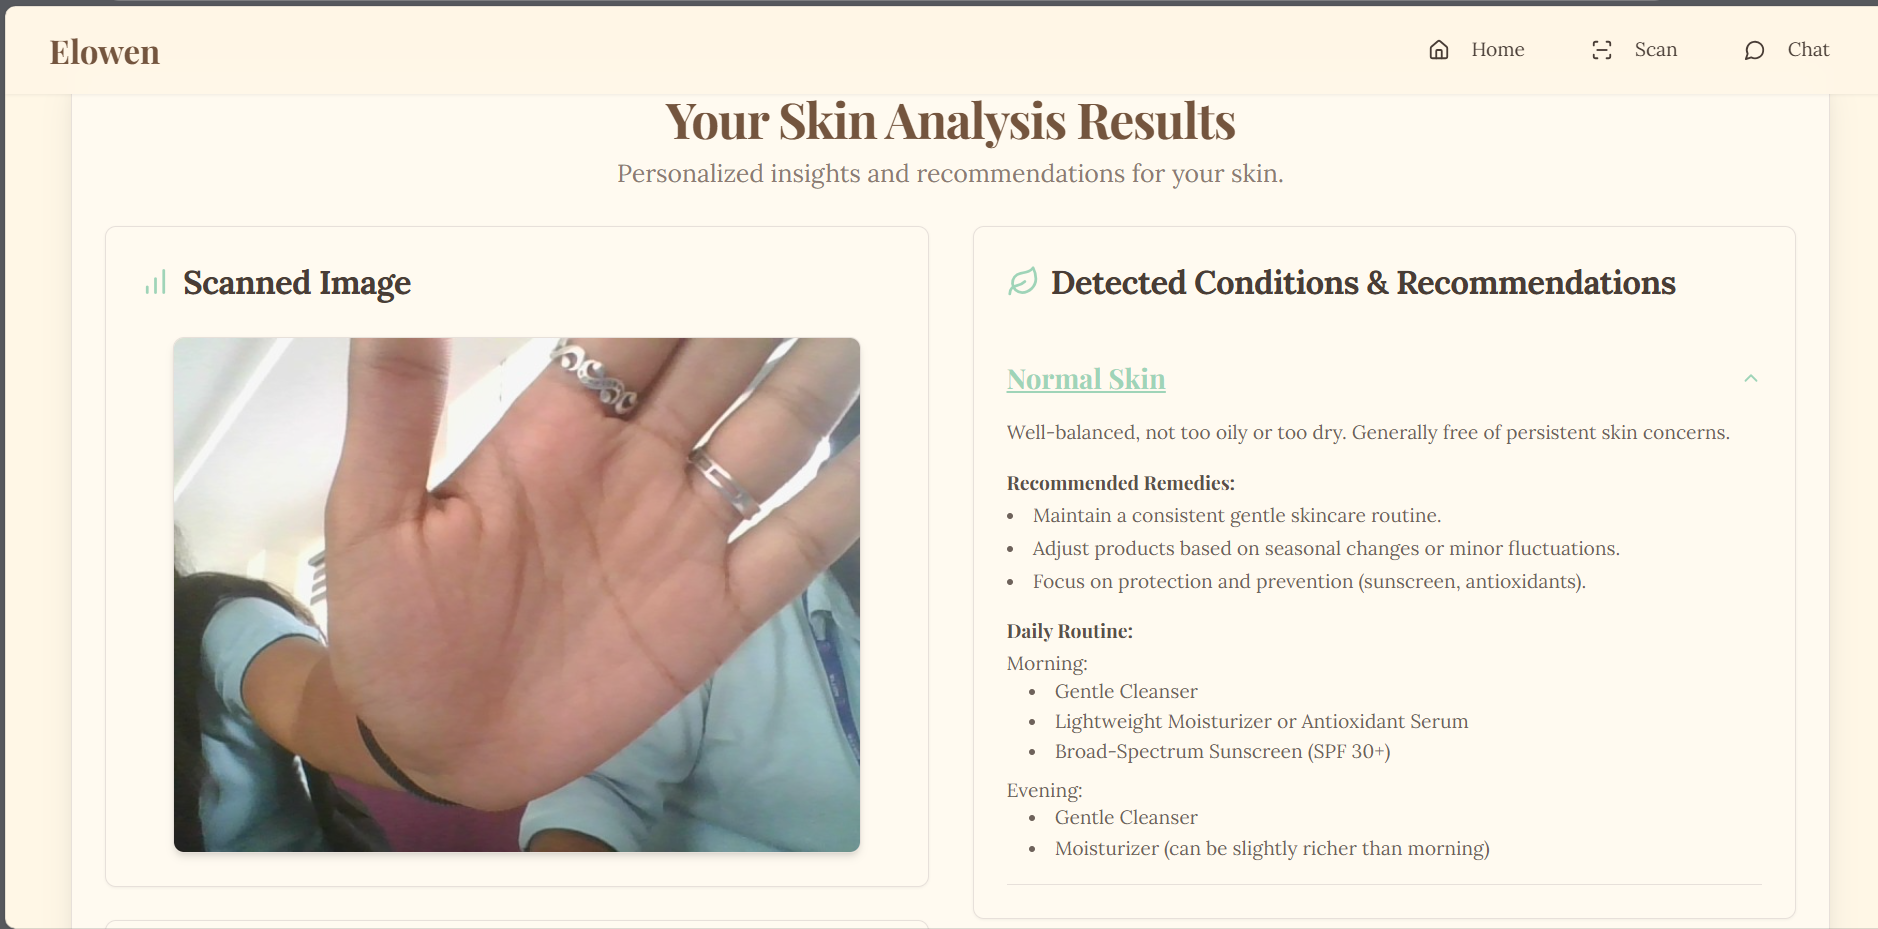 Elowen
Home
Scan
Chat
Your Skin Analysis Results
Personalized insights and recommendations for your skin.
Scanned Image
Detected Conditions & Recommendations
Normal Skin
Well-balanced, not too oily or too dry. Generally free of persistent skin concerns.
Recommended Remedies:
• Maintain a consistent gentle skincare routine.
• Adjust products based on seasonal changes or minor fluctuations.
• Focus on protection and prevention (sunscreen, antioxidants).
Daily Routine:
Morning:
• Gentle Cleanser
• Lightweight Moisturizer or Antioxidant Serum
• Broad-Spectrum Sunscreen (SPF 30+)
Evening:
• Gentle Cleanser
• Moisturizer (can be slightly richer than morning)